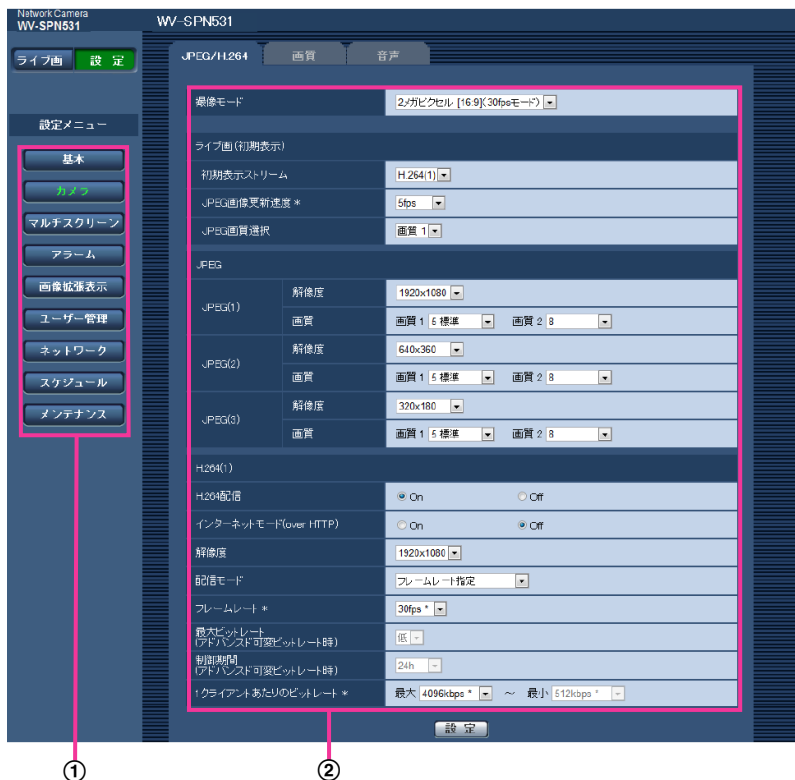 Network Camera
WV-SPN531
WV-SPN531
ライブ画 設 定
JPEG/H.264 画質 音声
設定メニュー
基本
カメラ
マルチスクリーン
アラーム
画像拡張表示
ユーザー管理
ネットワーク
スケジュール
メンテナンス
撮像モード 2メガピクセル [16:9](30fpsモード)
ライブ画(初期表示)
初期表示ストリーム H.264(1)
JPEG画像更新速度 * 5fps
JPEG画質選択 画質 1
JPEG
JPEG(1) 解像度 1920x1080
画質 画質 1 5 標準 画質 2 8
JPEG(2) 解像度 640x360
画質 画質 1 5 標準 画質 2 8
JPEG(3) 解像度 320x180
画質 画質 1 5 標準 画質 2 8
H.264(1)
H.264配信 On Off
インターネットモード(over HTTP) On Off
解像度 1920x1080
配信モード フレームレート指定
フレームレート * 30fps *
最大ビットレート
(アドバンスド可変ビットレート時) 低
制御期間
(アドバンスド可変ビットレート時) 24h
1クライアントあたりのビットレート * 最大 4096kbps * ～ 最小 512kbps *
設 定
① ②